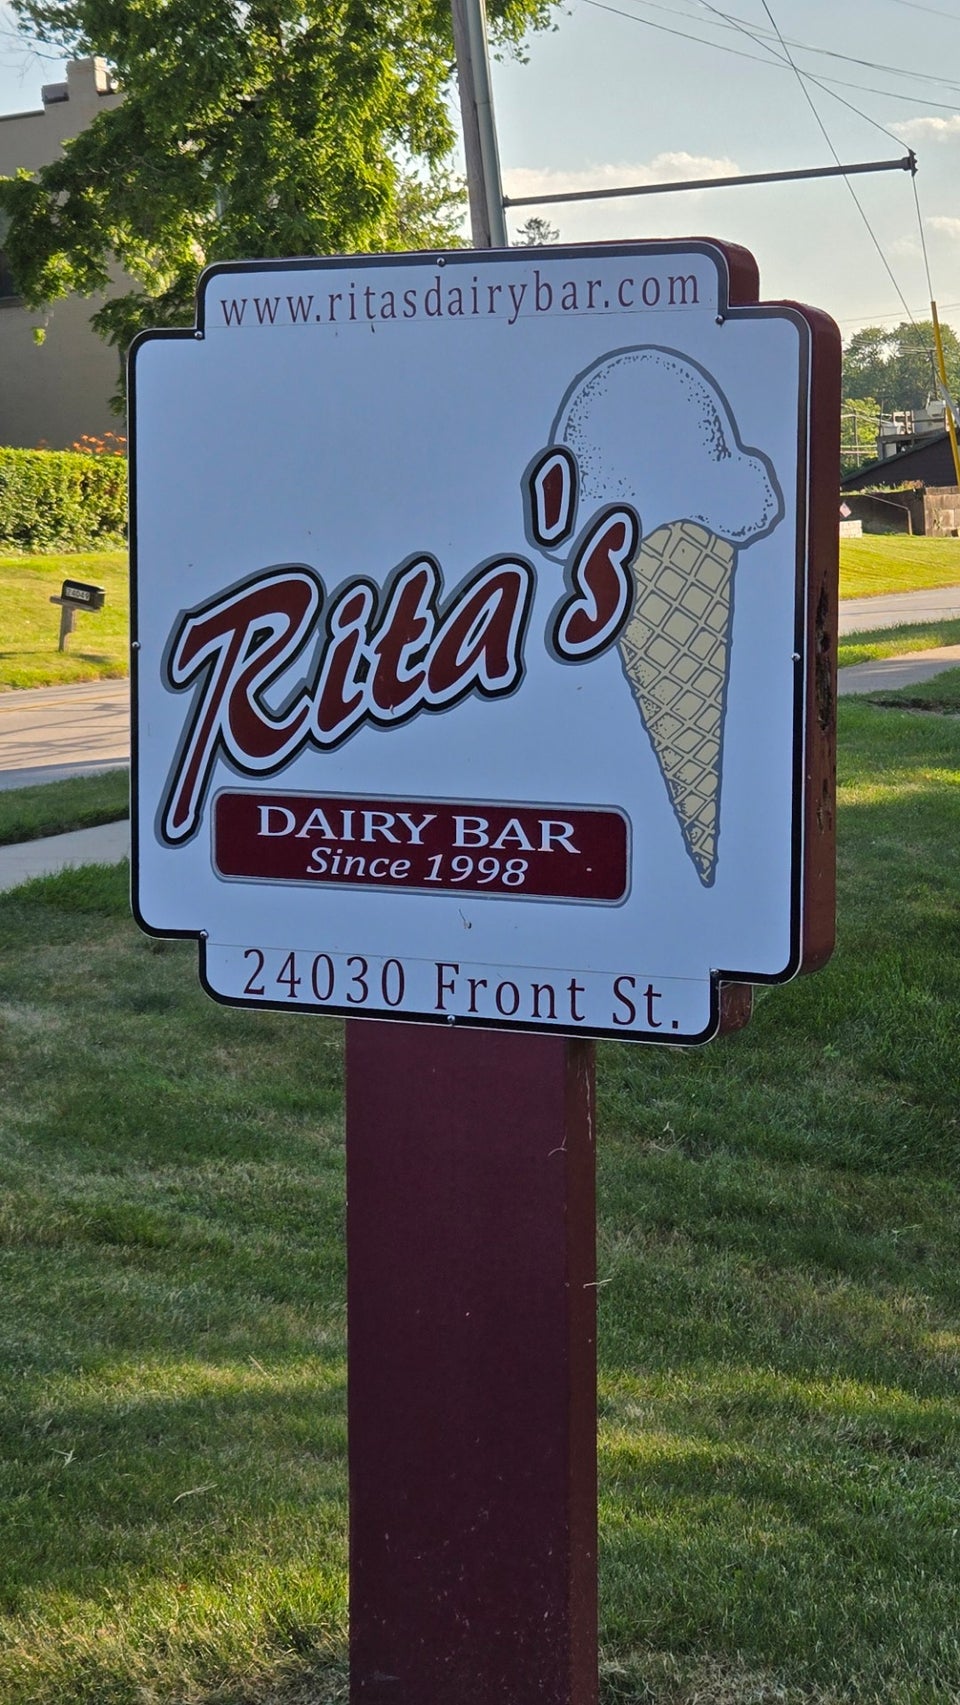 www.ritasdairybar.com
Rita's
DAIRY BAR
Since 1998
24030 Front St.